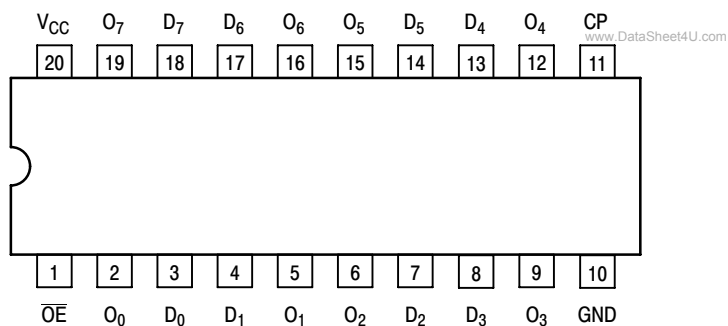 V₍CC₎ O₇ D₇ D₆ O₆ O₅ D₅ D₄ O₄ CP
www.DataSheet4U.com
20 19 18 17 16 15 14 13 12 11
1 2 3 4 5 6 7 8 9 10
O̅E̅ O₀ D₀ D₁ O₁ O₂ D₂ D₃ O₃ GND